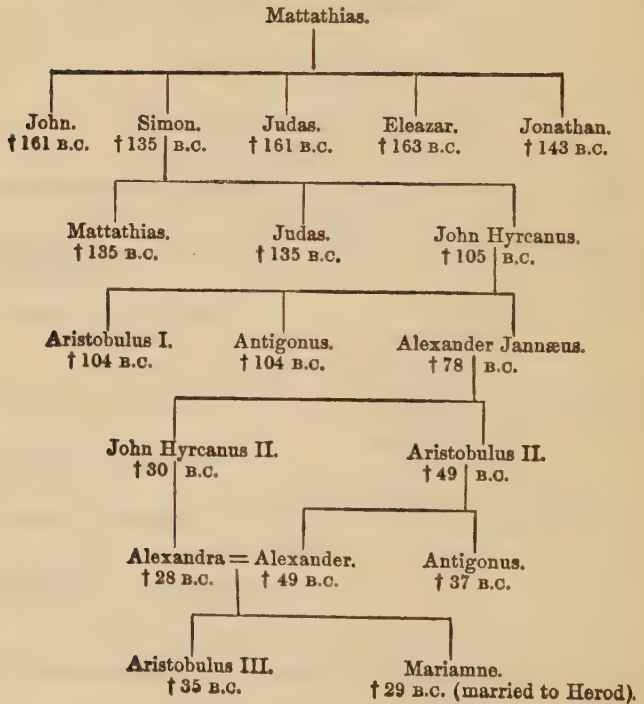 Mattathias.
John. Simon. Judas. Eleazar. Jonathan.
† 161 B.C. † 135 B.C. † 161 B.C. † 163 B.C. † 143 B.C.
Mattathias. Judas. John Hyrcanus.
† 135 B.C. † 135 B.C. † 105 B.C.
Aristobulus I. Antigonus. Alexander Jannæus.
† 104 B.C. † 104 B.C. † 78 B.C.
John Hyrcanus II. Aristobulus II.
† 30 B.C. † 49 B.C.
Alexandra = Alexander. Antigonus.
† 28 B.C. † 49 B.C. † 37 B.C.
Aristobulus III. Mariamne.
† 35 B.C. † 29 B.C. (married to Herod).